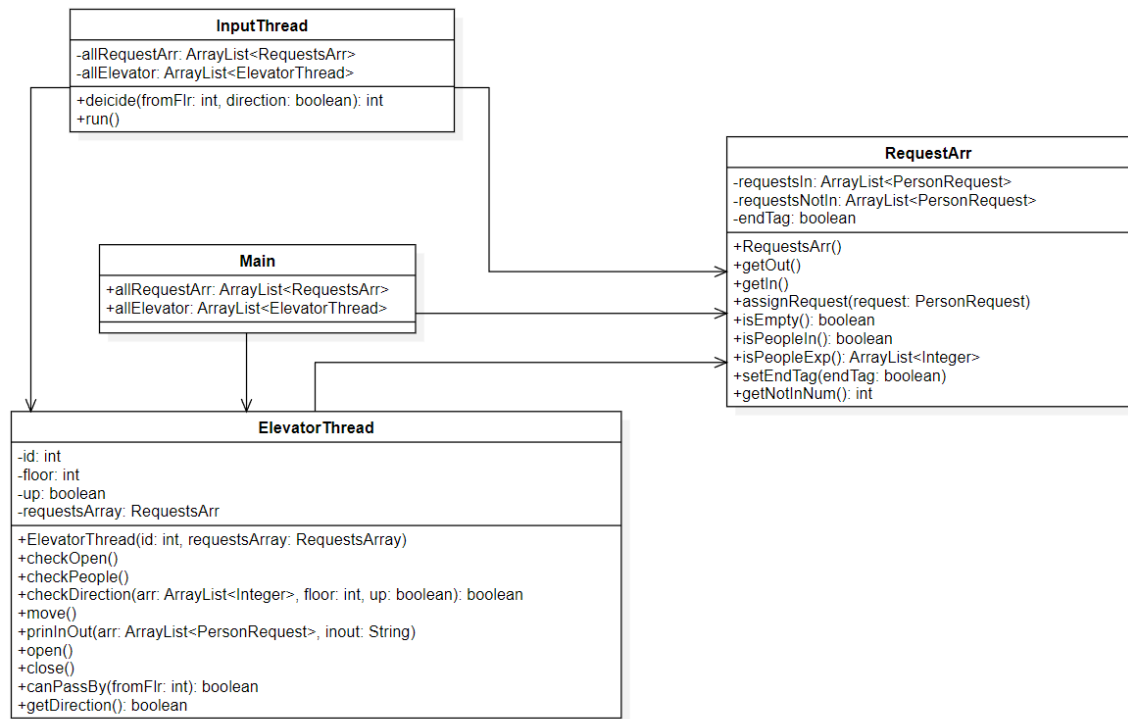 InputThread
-allRequestArr: ArrayList<RequestsArr>
-allElevator: ArrayList<ElevatorThread>
+deicide(fromFlr: int, direction: boolean): int
+run()
Main
+allRequestArr: ArrayList<RequestsArr>
+allElevator: ArrayList<ElevatorThread>
RequestArr
-requestsIn: ArrayList<PersonRequest>
-requestsNotIn: ArrayList<PersonRequest>
-endTag: boolean
+RequestsArr()
+getOut()
+getIn()
+assignRequest(request: PersonRequest)
+isEmpty(): boolean
+isPeopleIn(): boolean
+isPeopleExp(): ArrayList<Integer>
+setEndTag(endTag: boolean)
+getNotInNum(): int
ElevatorThread
-id: int
-floor: int
-up: boolean
-requestsArray: RequestsArr
+ElevatorThread(id: int, requestsArray: RequestsArray)
+checkOpen()
+checkPeople()
+checkDirection(arr: ArrayList<Integer>, floor: int, up: boolean): boolean
+move()
+prinInOut(arr: ArrayList<PersonRequest>, inout: String)
+open()
+close()
+canPassBy(fromFlr: int): boolean
+getDirection(): boolean